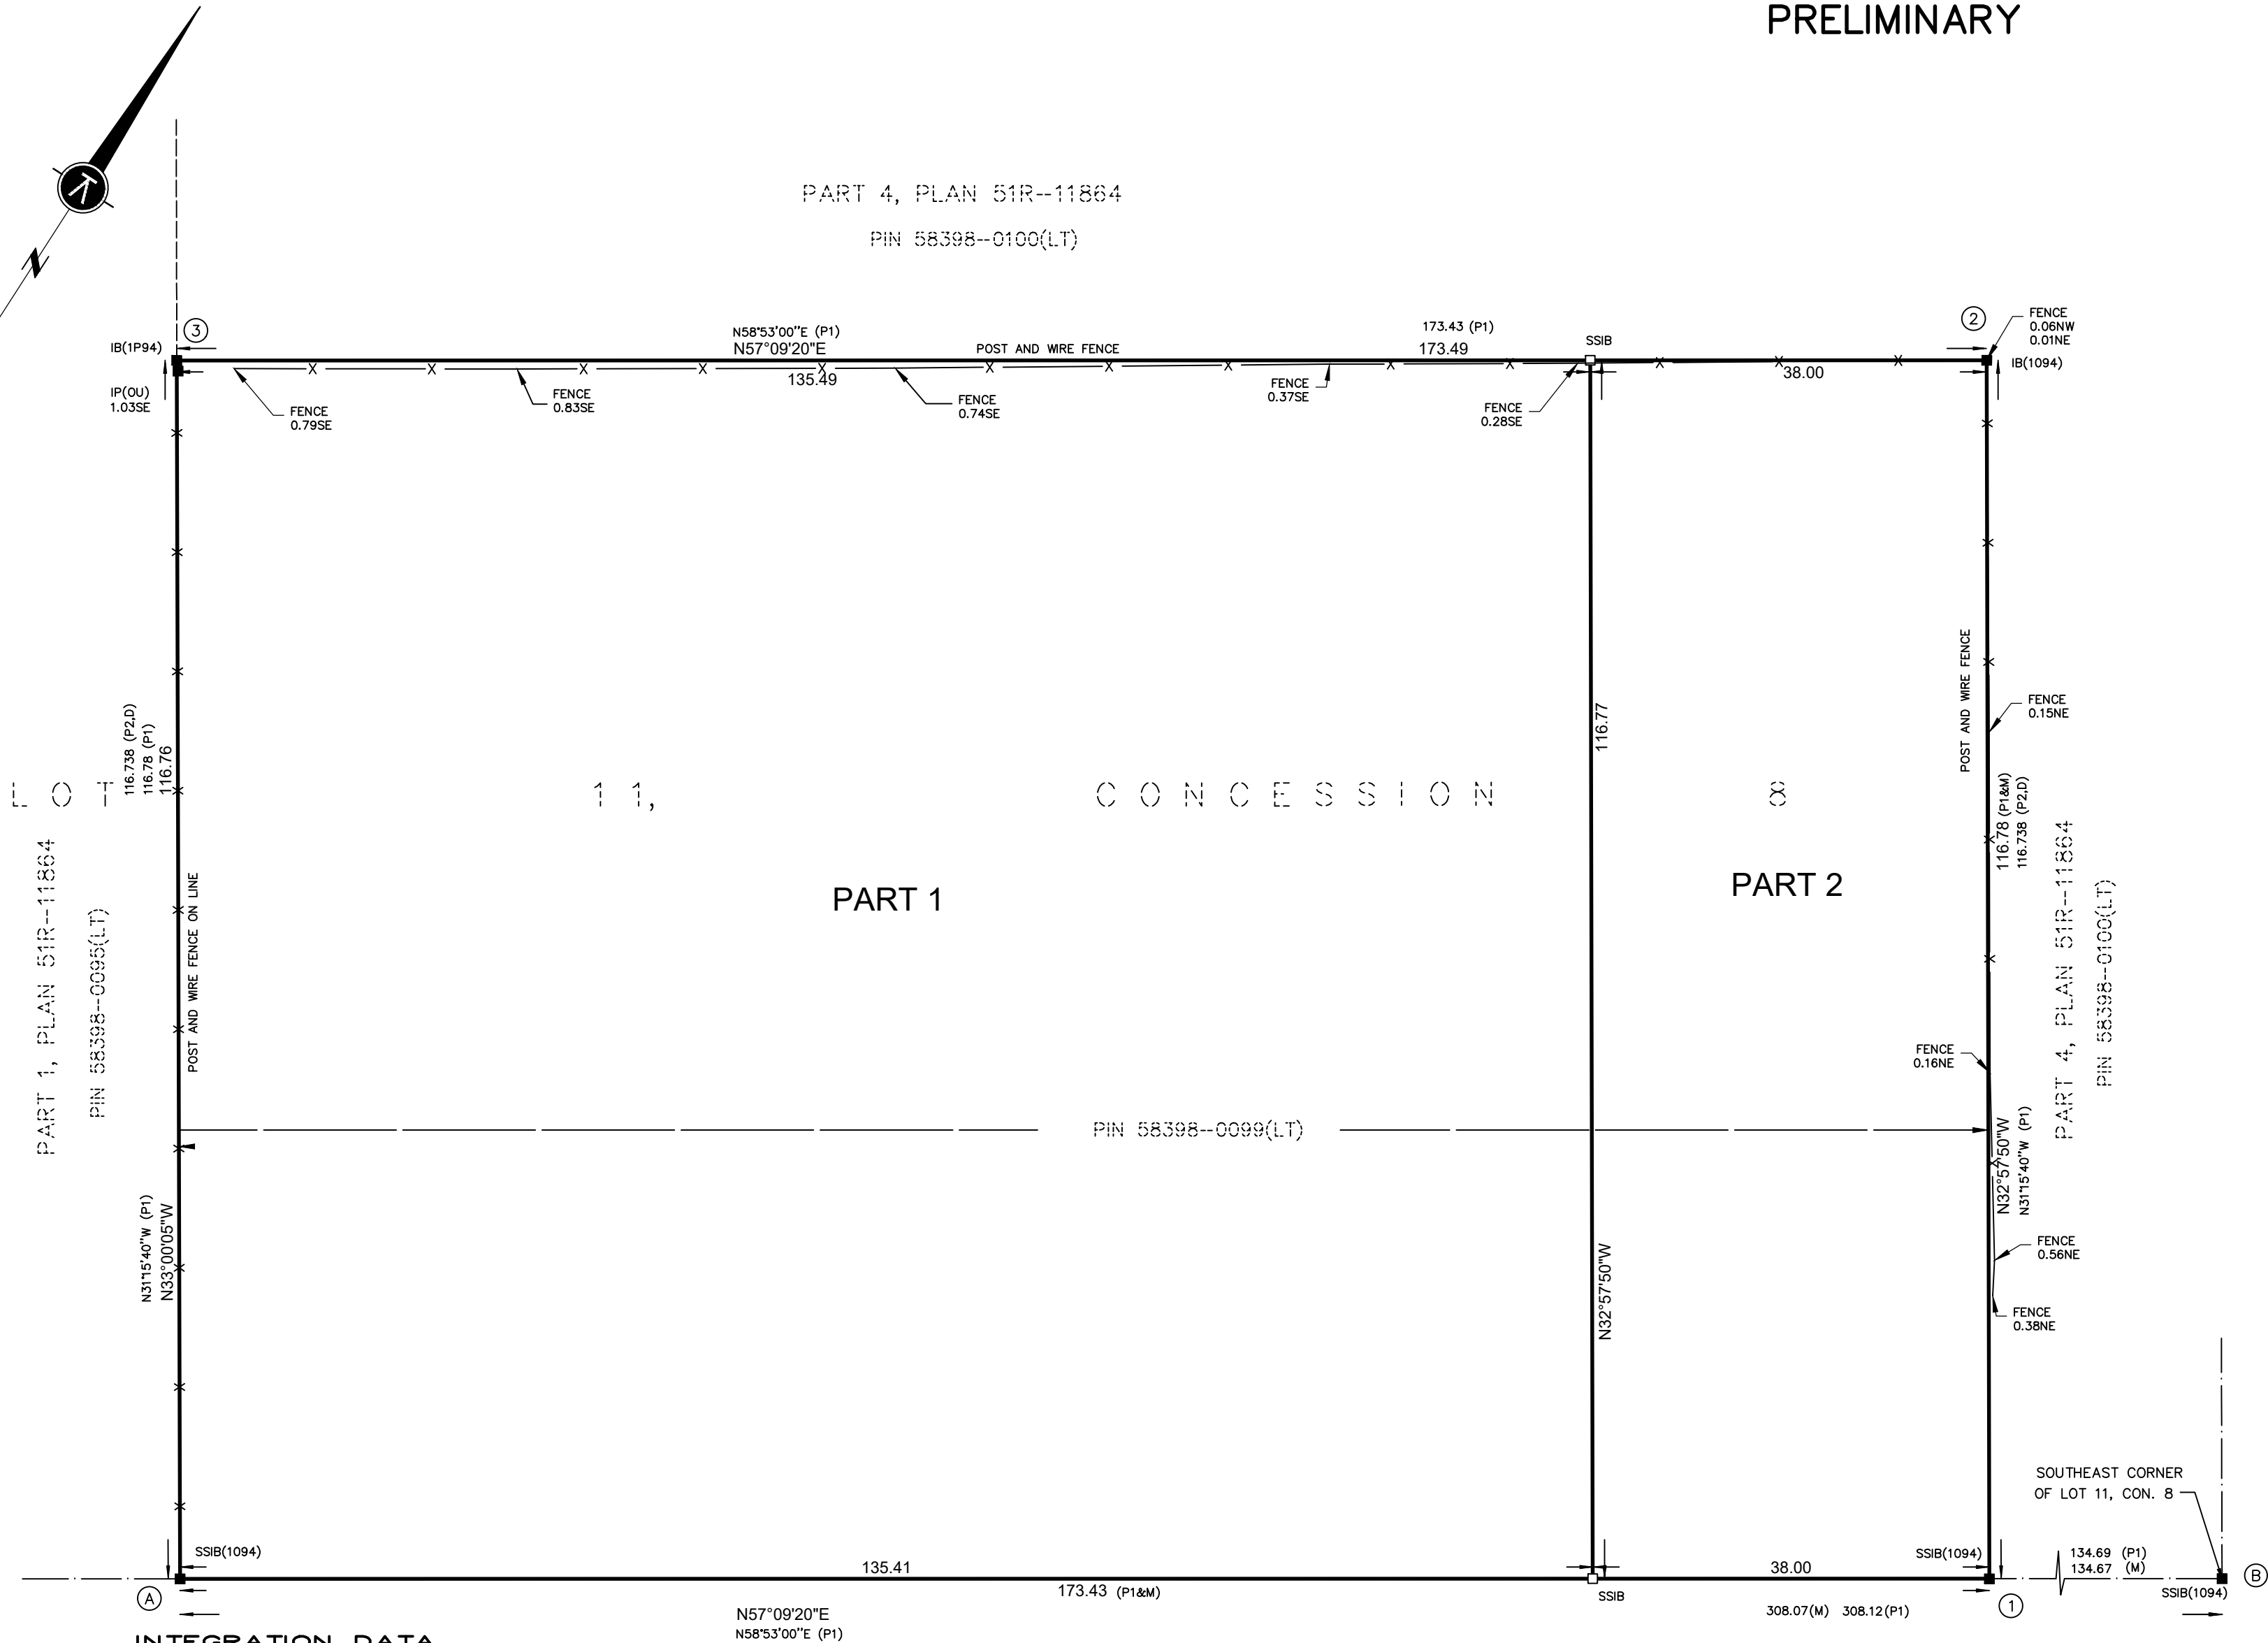 PRELIMINARY
PART 4, PLAN 51R--11864
PIN 58398--0100(LT)
3
IB(1P94)
N58°53'00"E (P1)
N57°09'20"E
POST AND WIRE FENCE
173.43 (P1)
173.49
SSIB
2
FENCE
0.06NW
0.01NE
IB(1094)
IP(OU)
1.03SE
135.49
38.00
FENCE
0.79SE
FENCE
0.83SE
FENCE
0.74SE
FENCE
0.37SE
FENCE
0.28SE
116.738 (P2,D)
116.78 (P1)
116.76
116.77
POST AND WIRE FENCE
FENCE
0.15NE
LOT 11, CONCESSION 8
116.78 (P1&M)
116.738 (P2,D)
PART 1, PLAN 51R--11864
PIN 58398--0095(LT)
POST AND WIRE FENCE ON LINE
PART 1
PART 2
PART 4, PLAN 51R--11864
PIN 58398--0100(LT)
FENCE
0.16NE
PIN 58398--0099(LT)
N31°15'40"W (P1)
N33°00'05"W
N32°57'50"W
N32°57'50"W
N31°15'40"W (P1)
FENCE
0.56NE
FENCE
0.38NE
SOUTHEAST CORNER
OF LOT 11, CON. 8
SSIB(1094)
135.41
38.00
SSIB(1094)
134.69 (P1)
134.67 (M)
A
173.43 (P1&M)
SSIB
1
B
SSIB(1094)
N57°09'20"E
N58°53'00"E (P1)
308.07(M) 308.12(P1)
INTEGRATION DATA